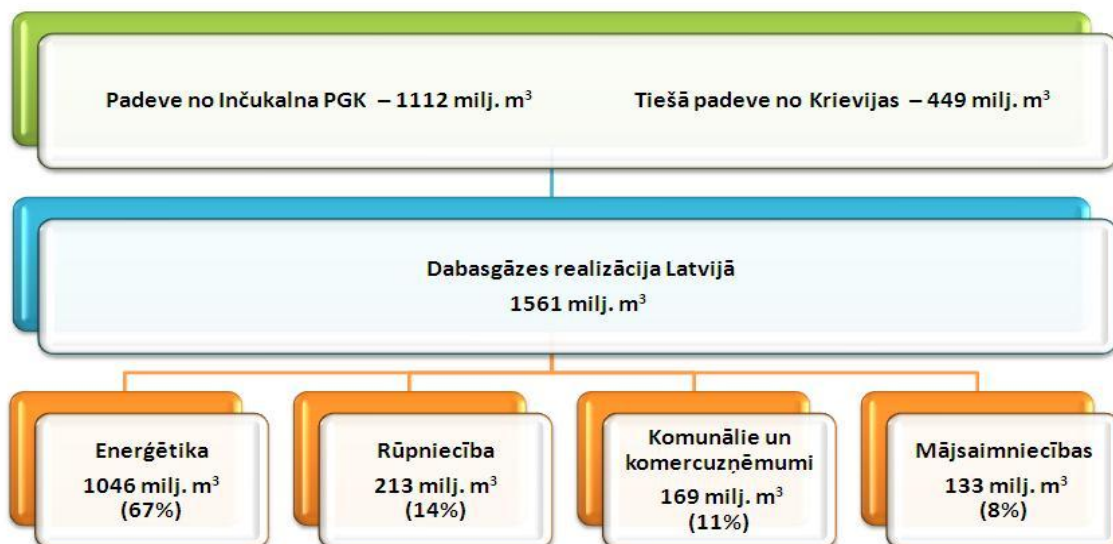 Padeve no Inčukalna PGK – 1112 milj. m³
Tiešā padeve no Krievijas – 449 milj. m³
Dabasgāzes realizācija Latvijā
1561 milj. m³
Enerģētika
1046 milj. m³
(67%)
Rūpniecība
213 milj. m³
(14%)
Komunālie un
komercuzņēmumi
169 milj. m³
(11%)
Mājsaimniecības
133 milj. m³
(8%)